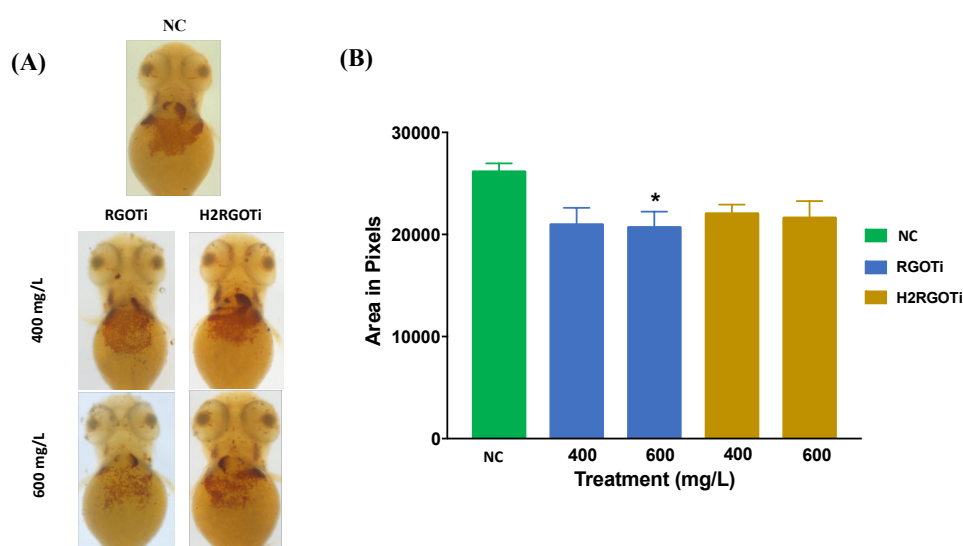 (A)
NC
RGOTi
H2RGOTi
400 mg/L
600 mg/L
(B)
Area in Pixels
30000
20000
10000
0
*
NC
400
600
400
600
Treatment (mg/L)
NC
RGOTi
H2RGOTi